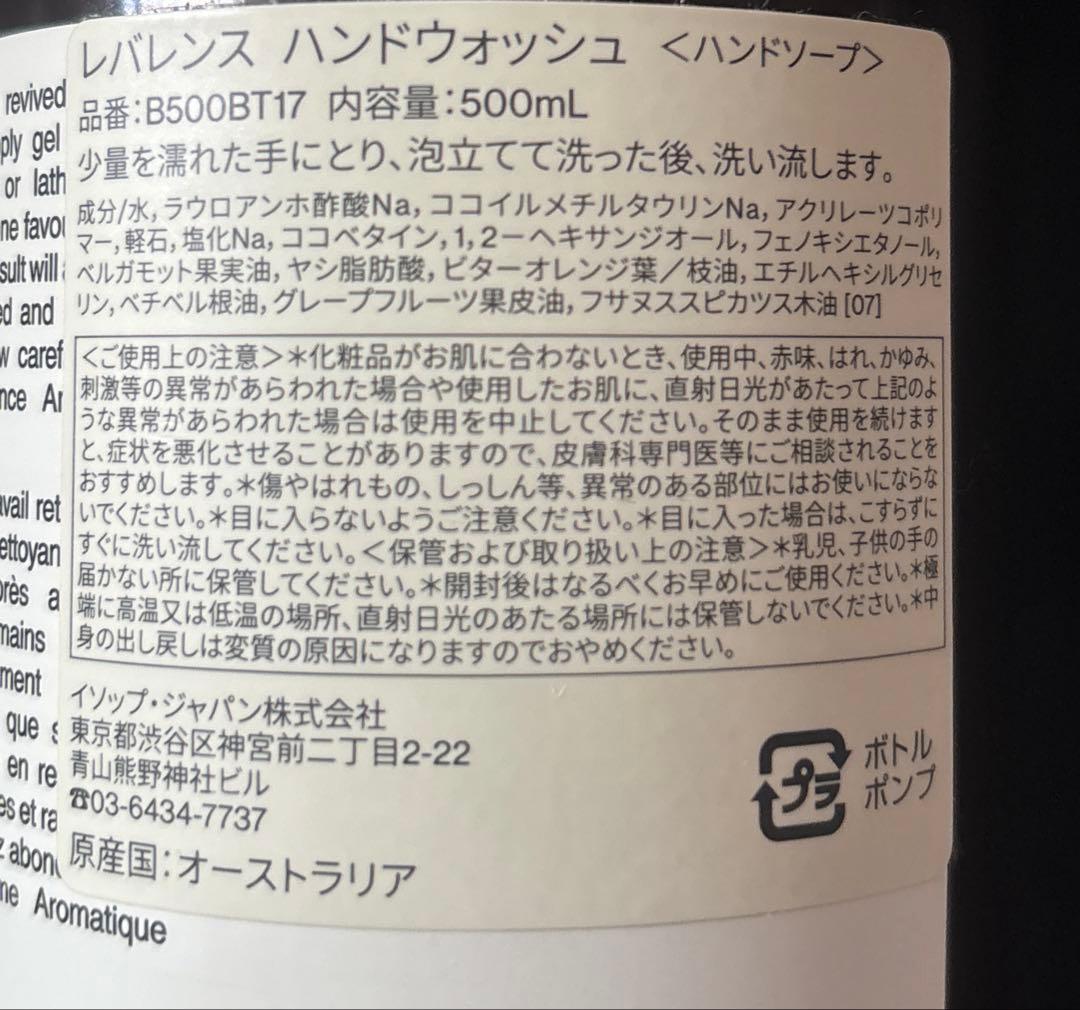 レバレンス ハンドウォッシュ <ハンドソープ>
品番:B500BT17 内容量:500mL
少量を濡れた手にとり、泡立てて洗った後、洗い流します。
成分/水, ラウロアンホ酢酸Na, ココイルメチルタウリンNa, アクリレーツコポリ
マー, 軽石, 塩化Na, ココベタイン, 1, 2－ヘキサンジオール, フェノキシエタノール,
ベルガモット果実油, ヤシ脂肪酸, ビターオレンジ葉／枝油, エチルヘキシルグリセ
リン, ベチベル根油, グレープフルーツ果皮油, フサヌススピカツス木油 [07]
<ご使用上の注意>＊化粧品がお肌に合わないとき、使用中、赤味、はれ、かゆみ、
刺激等の異常があらわれた場合や使用したお肌に、直射日光があたって上記のよ
うな異常があらわれた場合は使用を中止してください。そのまま使用を続けます
と、症状を悪化させることがありますので、皮膚科専門医等にご相談されることを
おすすめします。＊傷やはれもの、しっしん等、異常のある部位にはお使いにならな
いでください。＊目に入らないようご注意ください。＊目に入った場合は、こすらずに
すぐに洗い流してください。<保管および取り扱い上の注意>＊乳児、子供の手の
届かない所に保管してください。＊開封後はなるべくお早めにご使用ください。＊極
端に高温又は低温の場所、直射日光のあたる場所には保管しないでください。＊中
身の出し戻しは変質の原因になりますのでおやめください。
イソップ・ジャパン株式会社
東京都渋谷区神宮前二丁目2-22
青山熊野神社ビル
☎03-6434-7737
原産国：オーストラリア
プラ
ボトル
ポンプ
revived
gel
or lath
sult will
and
w caref
Ar
ret
a
mains
que
en re
es et ra
Aromatique